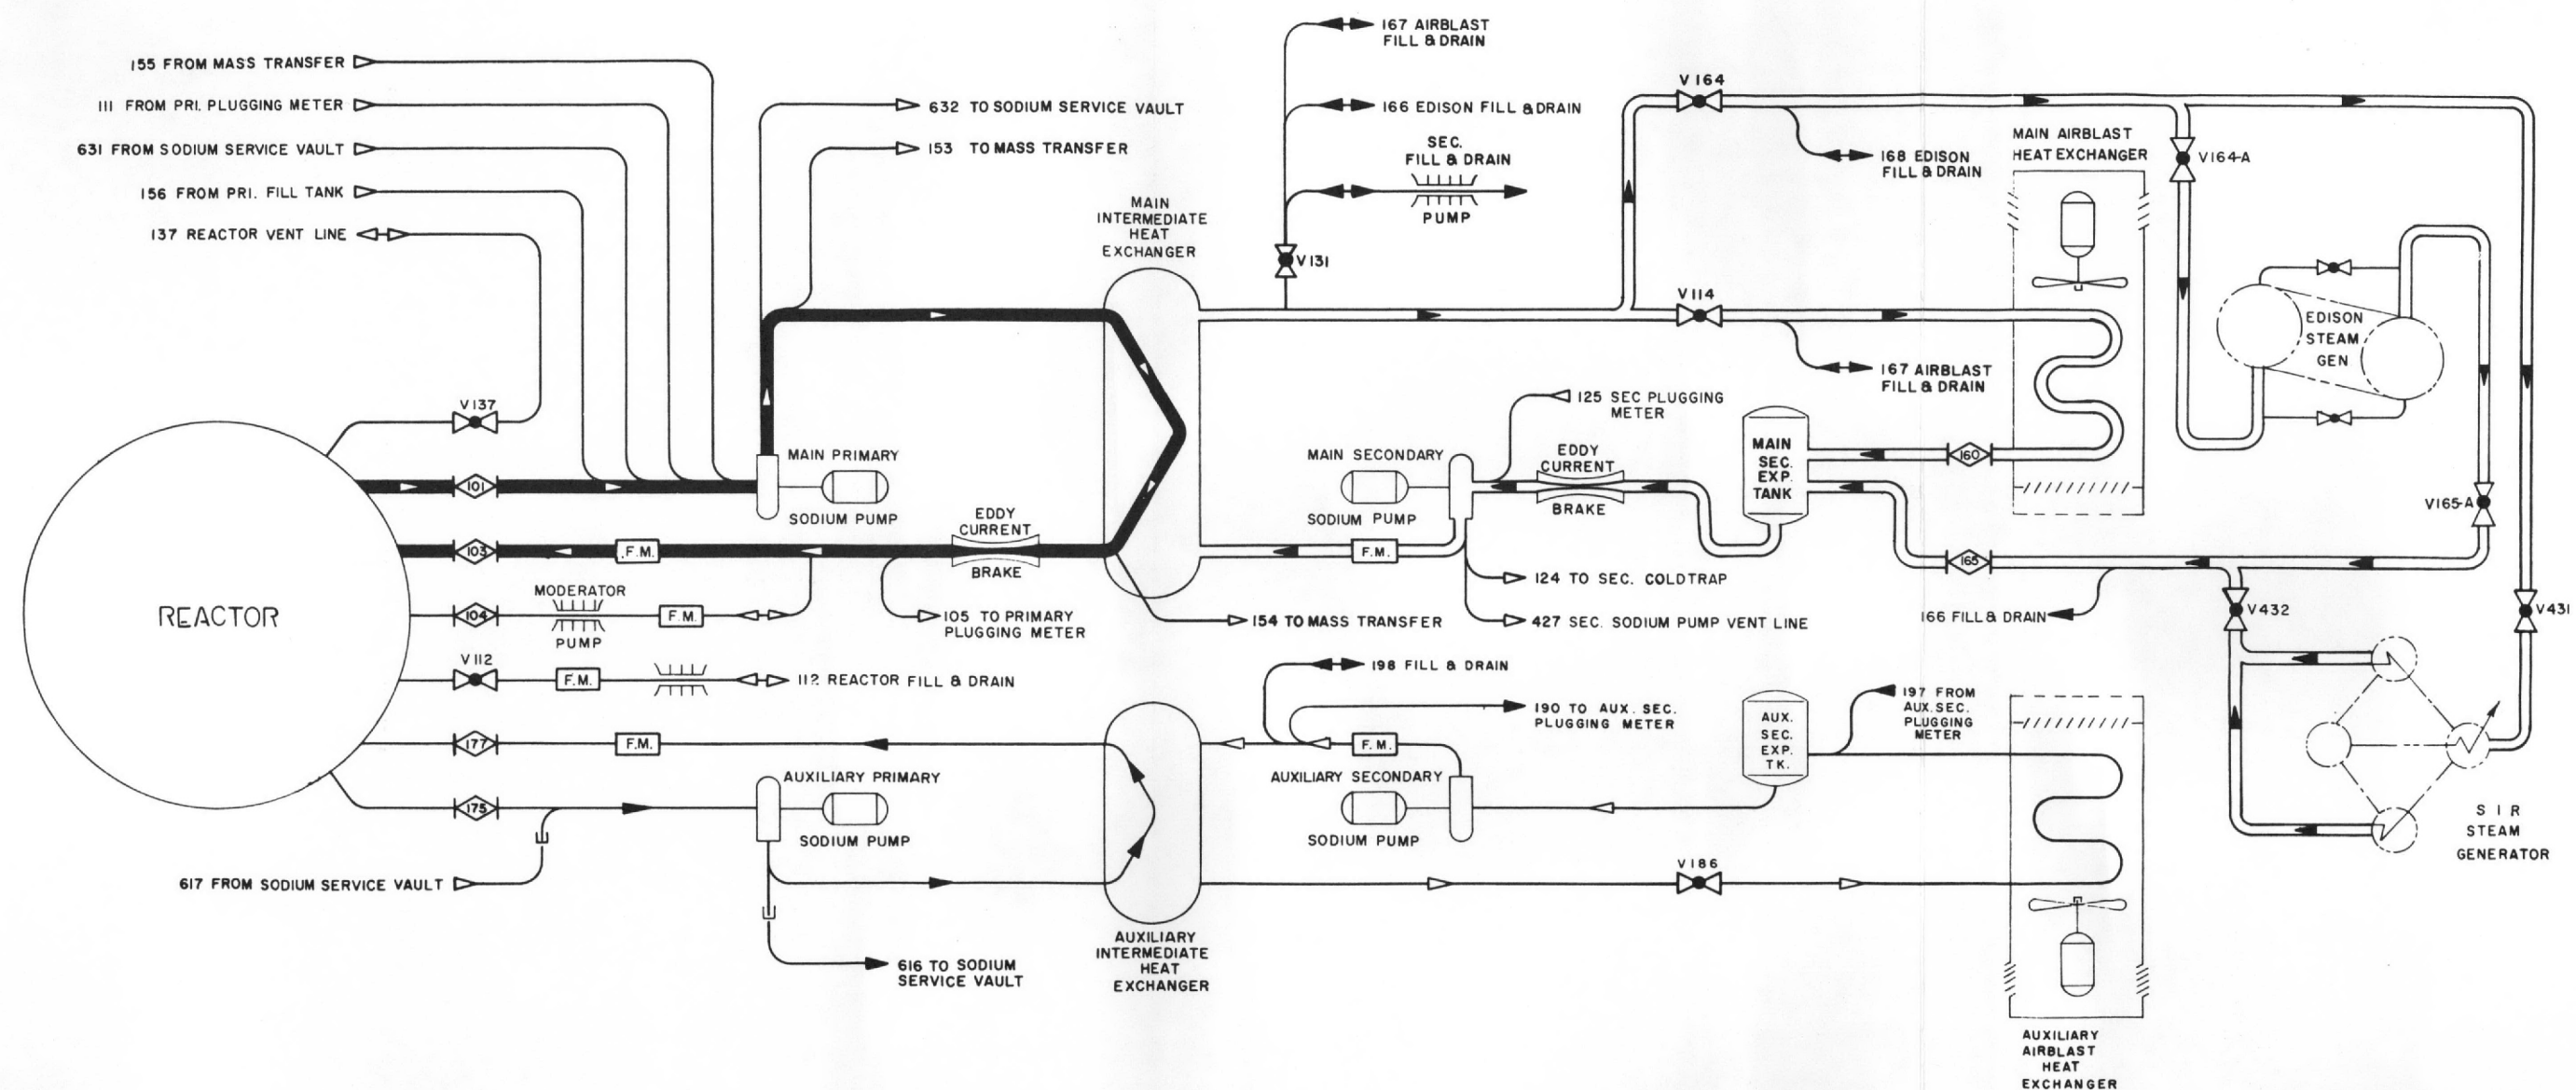 155 FROM MASS TRANSFER
111 FROM PRI. PLUGGING METER
631 FROM SODIUM SERVICE VAULT
156 FROM PRI. FILL TANK
137 REACTOR VENT LINE
632 TO SODIUM SERVICE VAULT
153 TO MASS TRANSFER
167 AIRBLAST
FILL & DRAIN
166 EDISON FILL & DRAIN
SEC.
FILL & DRAIN
PUMP
V131
MAIN
INTERMEDIATE
HEAT
EXCHANGER
V164
168 EDISON
FILL & DRAIN
MAIN AIRBLAST
HEAT EXCHANGER
V164-A
V114
167 AIRBLAST
FILL & DRAIN
EDISON
STEAM
GEN
V137
101
MAIN PRIMARY
SODIUM PUMP
103
F.M.
EDDY
CURRENT
BRAKE
REACTOR
104
MODERATOR
PUMP
F.M.
105 TO PRIMARY
PLUGGING METER
154 TO MASS TRANSFER
V112
F.M.
112 REACTOR FILL & DRAIN
125 SEC PLUGGING
METER
MAIN SECONDARY
SODIUM PUMP
EDDY
CURRENT
BRAKE
MAIN
SEC.
EXP.
TANK
160
F.M.
124 TO SEC. COLDTRAP
427 SEC. SODIUM PUMP VENT LINE
165
V165-A
166 FILL & DRAIN
V432
V431
177
F.M.
198 FILL & DRAIN
190 TO AUX. SEC.
PLUGGING METER
F.M.
AUX.
SEC.
EXP.
TK.
197 FROM
AUX. SEC.
PLUGGING
METER
175
AUXILIARY PRIMARY
SODIUM PUMP
AUXILIARY SECONDARY
SODIUM PUMP
S I R
STEAM
GENERATOR
617 FROM SODIUM SERVICE VAULT
V186
616 TO SODIUM
SERVICE VAULT
AUXILIARY
INTERMEDIATE
HEAT
EXCHANGER
AUXILIARY
AIRBLAST
HEAT
EXCHANGER